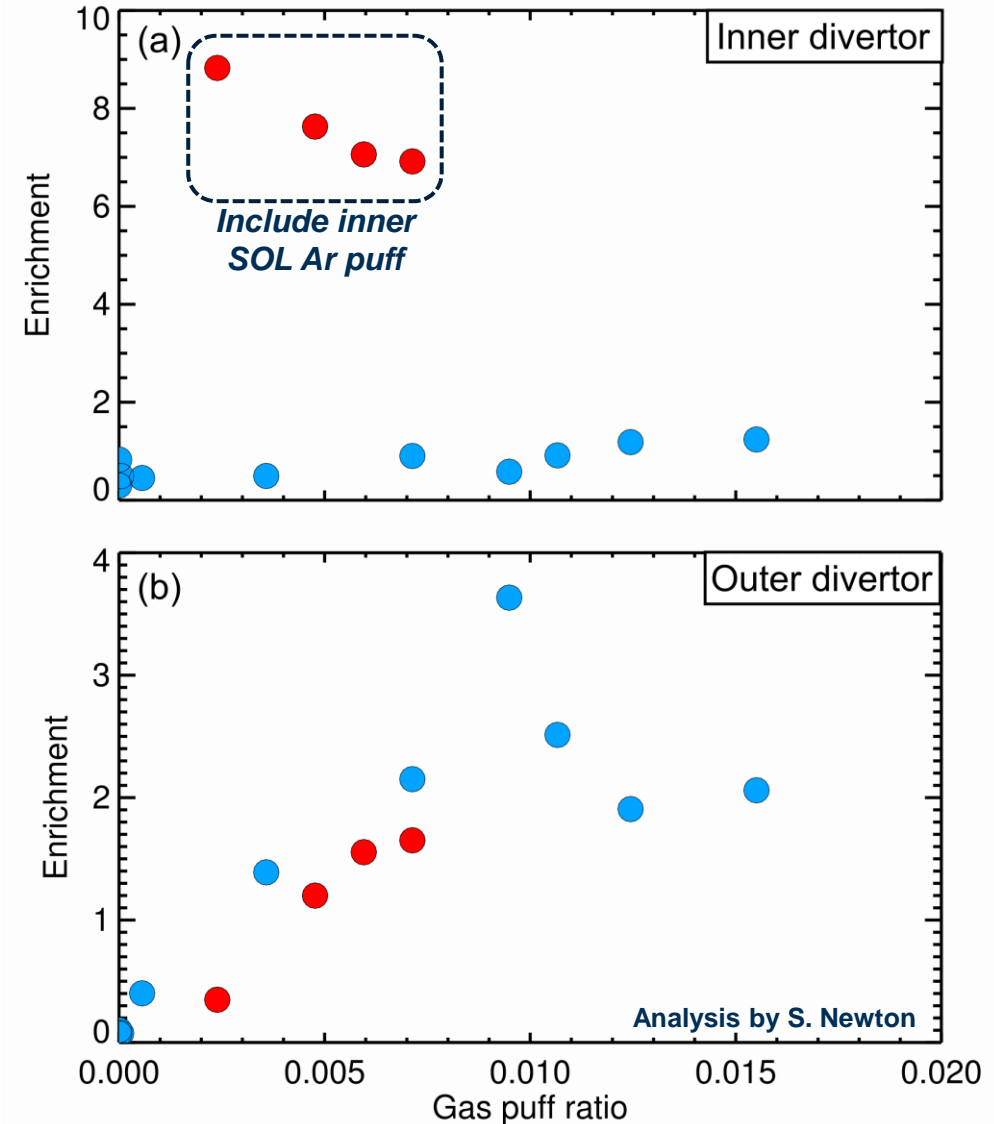 10
(a)
Inner divertor
8
6
Include inner
SOL Ar puff
Enrichment
4
2
0
4
(b)
Outer divertor
3
Enrichment
2
1
Analysis by S. Newton
0
0.000
0.005
0.010
0.015
0.020
Gas puff ratio